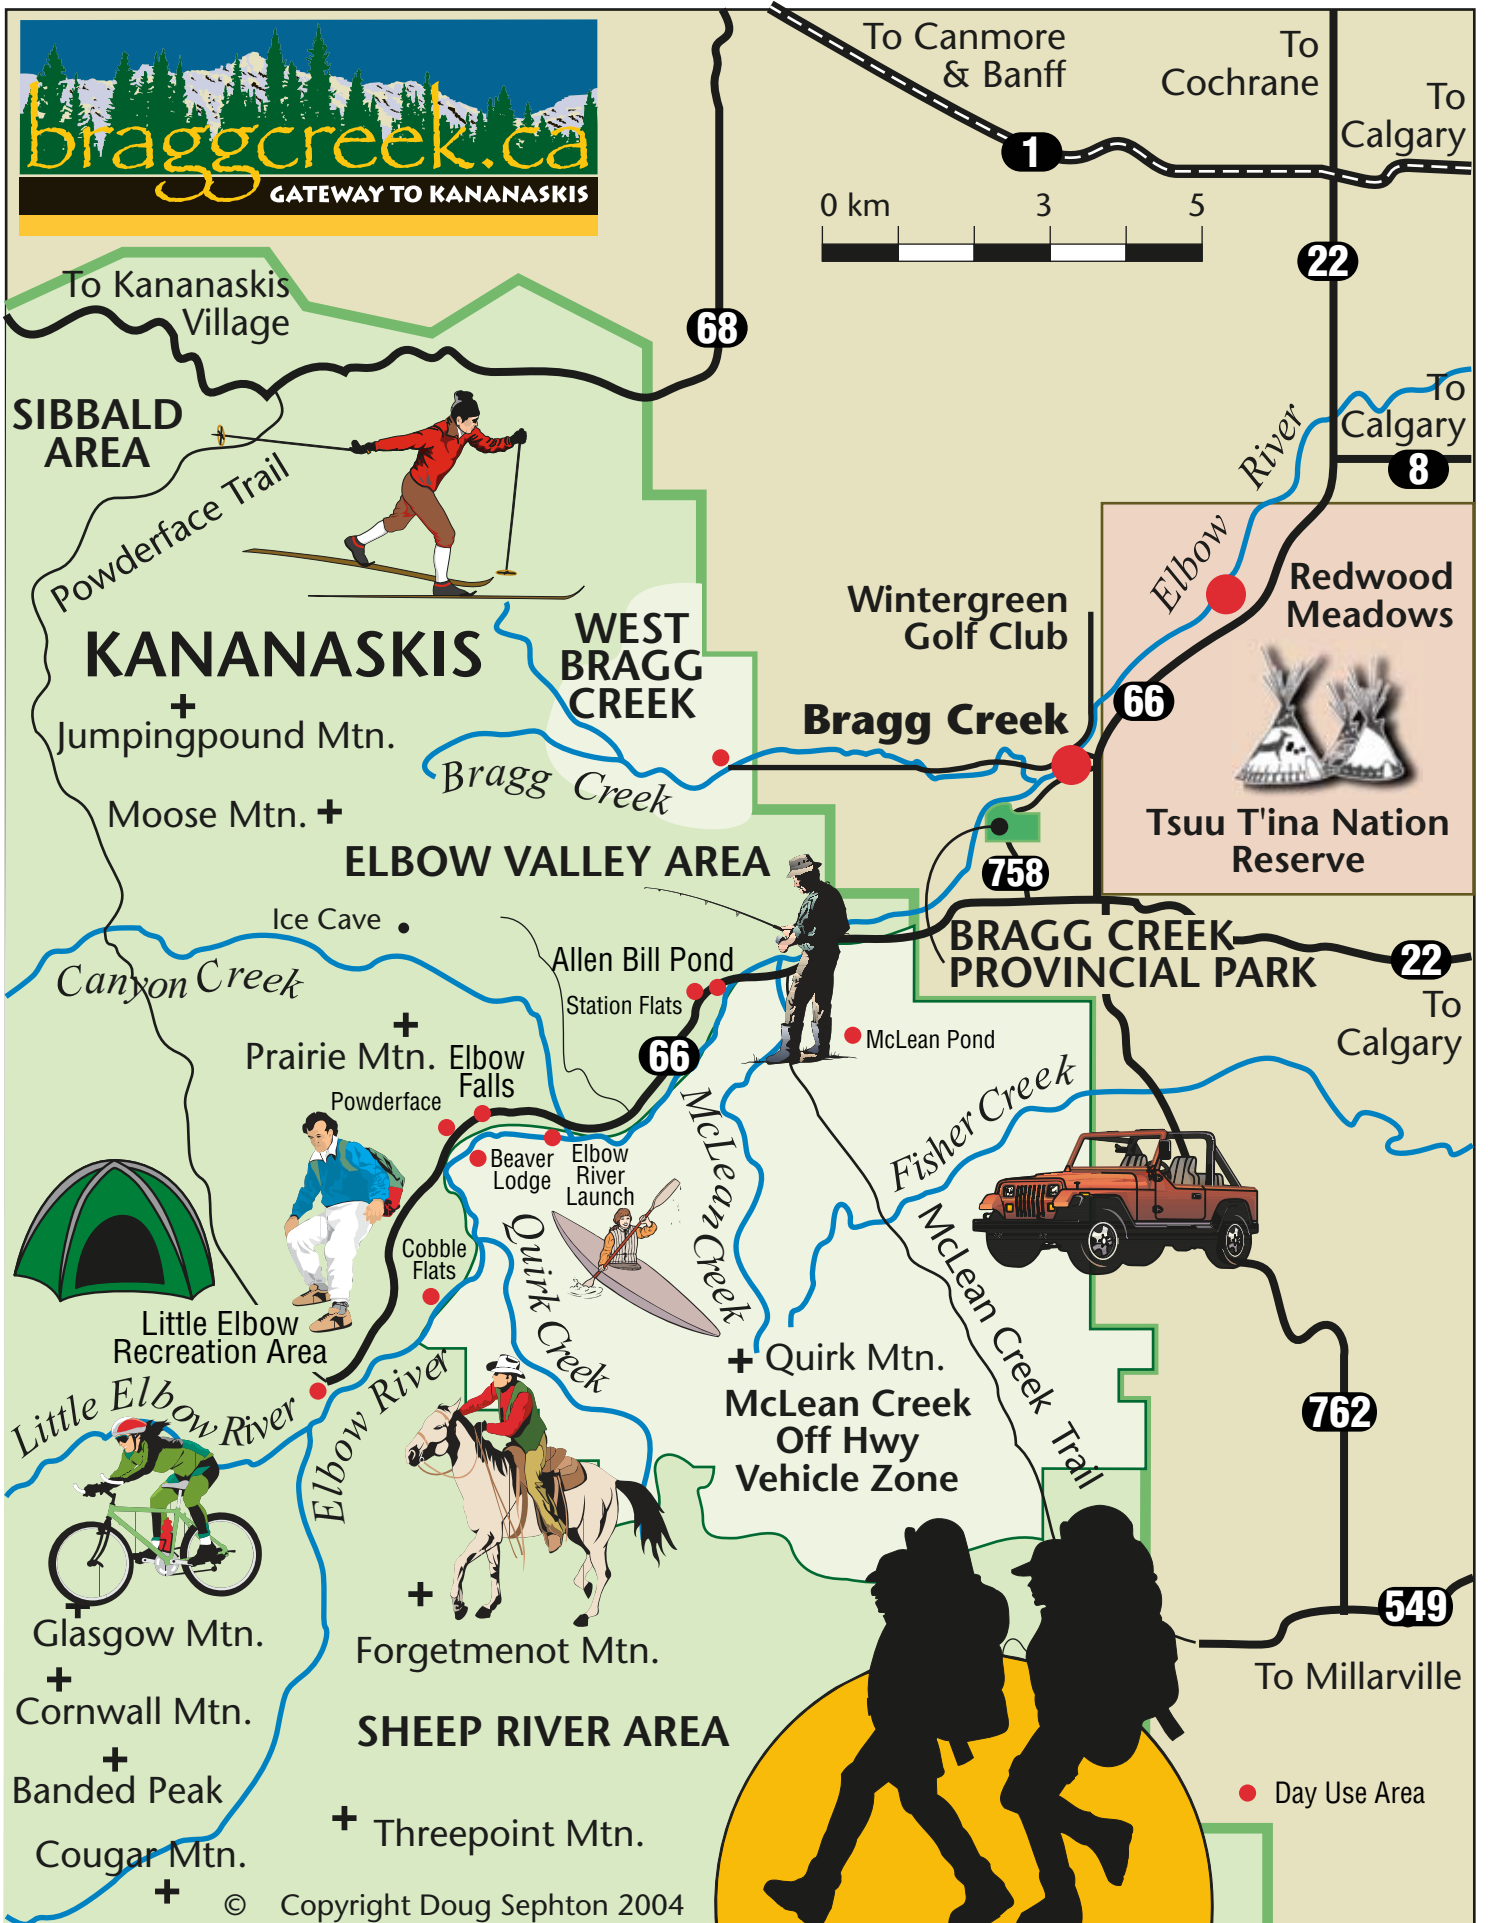 braggcreek.ca
GATEWAY TO KANANASKIS
To Canmore
& Banff
To
Cochrane
To
Calgary
1
0 km 3 5
22
To Kananaskis
Village
68
SIBBALD
AREA
Powderface Trail
To
Calgary
8
Elbow River
Redwood
Meadows
Wintergreen
Golf Club
WEST
BRAGG
CREEK
KANANASKIS
Jumpingpound Mtn.
66
Bragg Creek
Bragg Creek
Moose Mtn.
Tsuu T'ina Nation
Reserve
ELBOW VALLEY AREA
758
Ice Cave
BRAGG CREEK
PROVINCIAL PARK
22
To
Calgary
Canyon Creek
Allen Bill Pond
Station Flats
66
McLean Pond
Prairie Mtn.
Elbow
Falls
Powderface
Fisher Creek
McLean Creek
Beaver
Lodge
Elbow
River
Launch
Quirk Creek
Cobble
Flats
McLean Creek Trail
Little Elbow
Recreation Area
Little Elbow River
Elbow River
Elbow River
Quirk Mtn.
McLean Creek
Off Hwy
Vehicle Zone
762
549
Glasgow Mtn.
Forgetmenot Mtn.
To Millarville
Cornwall Mtn.
SHEEP RIVER AREA
Banded Peak
Day Use Area
Threepoint Mtn.
Cougar Mtn.
© Copyright Doug Sephton 2004